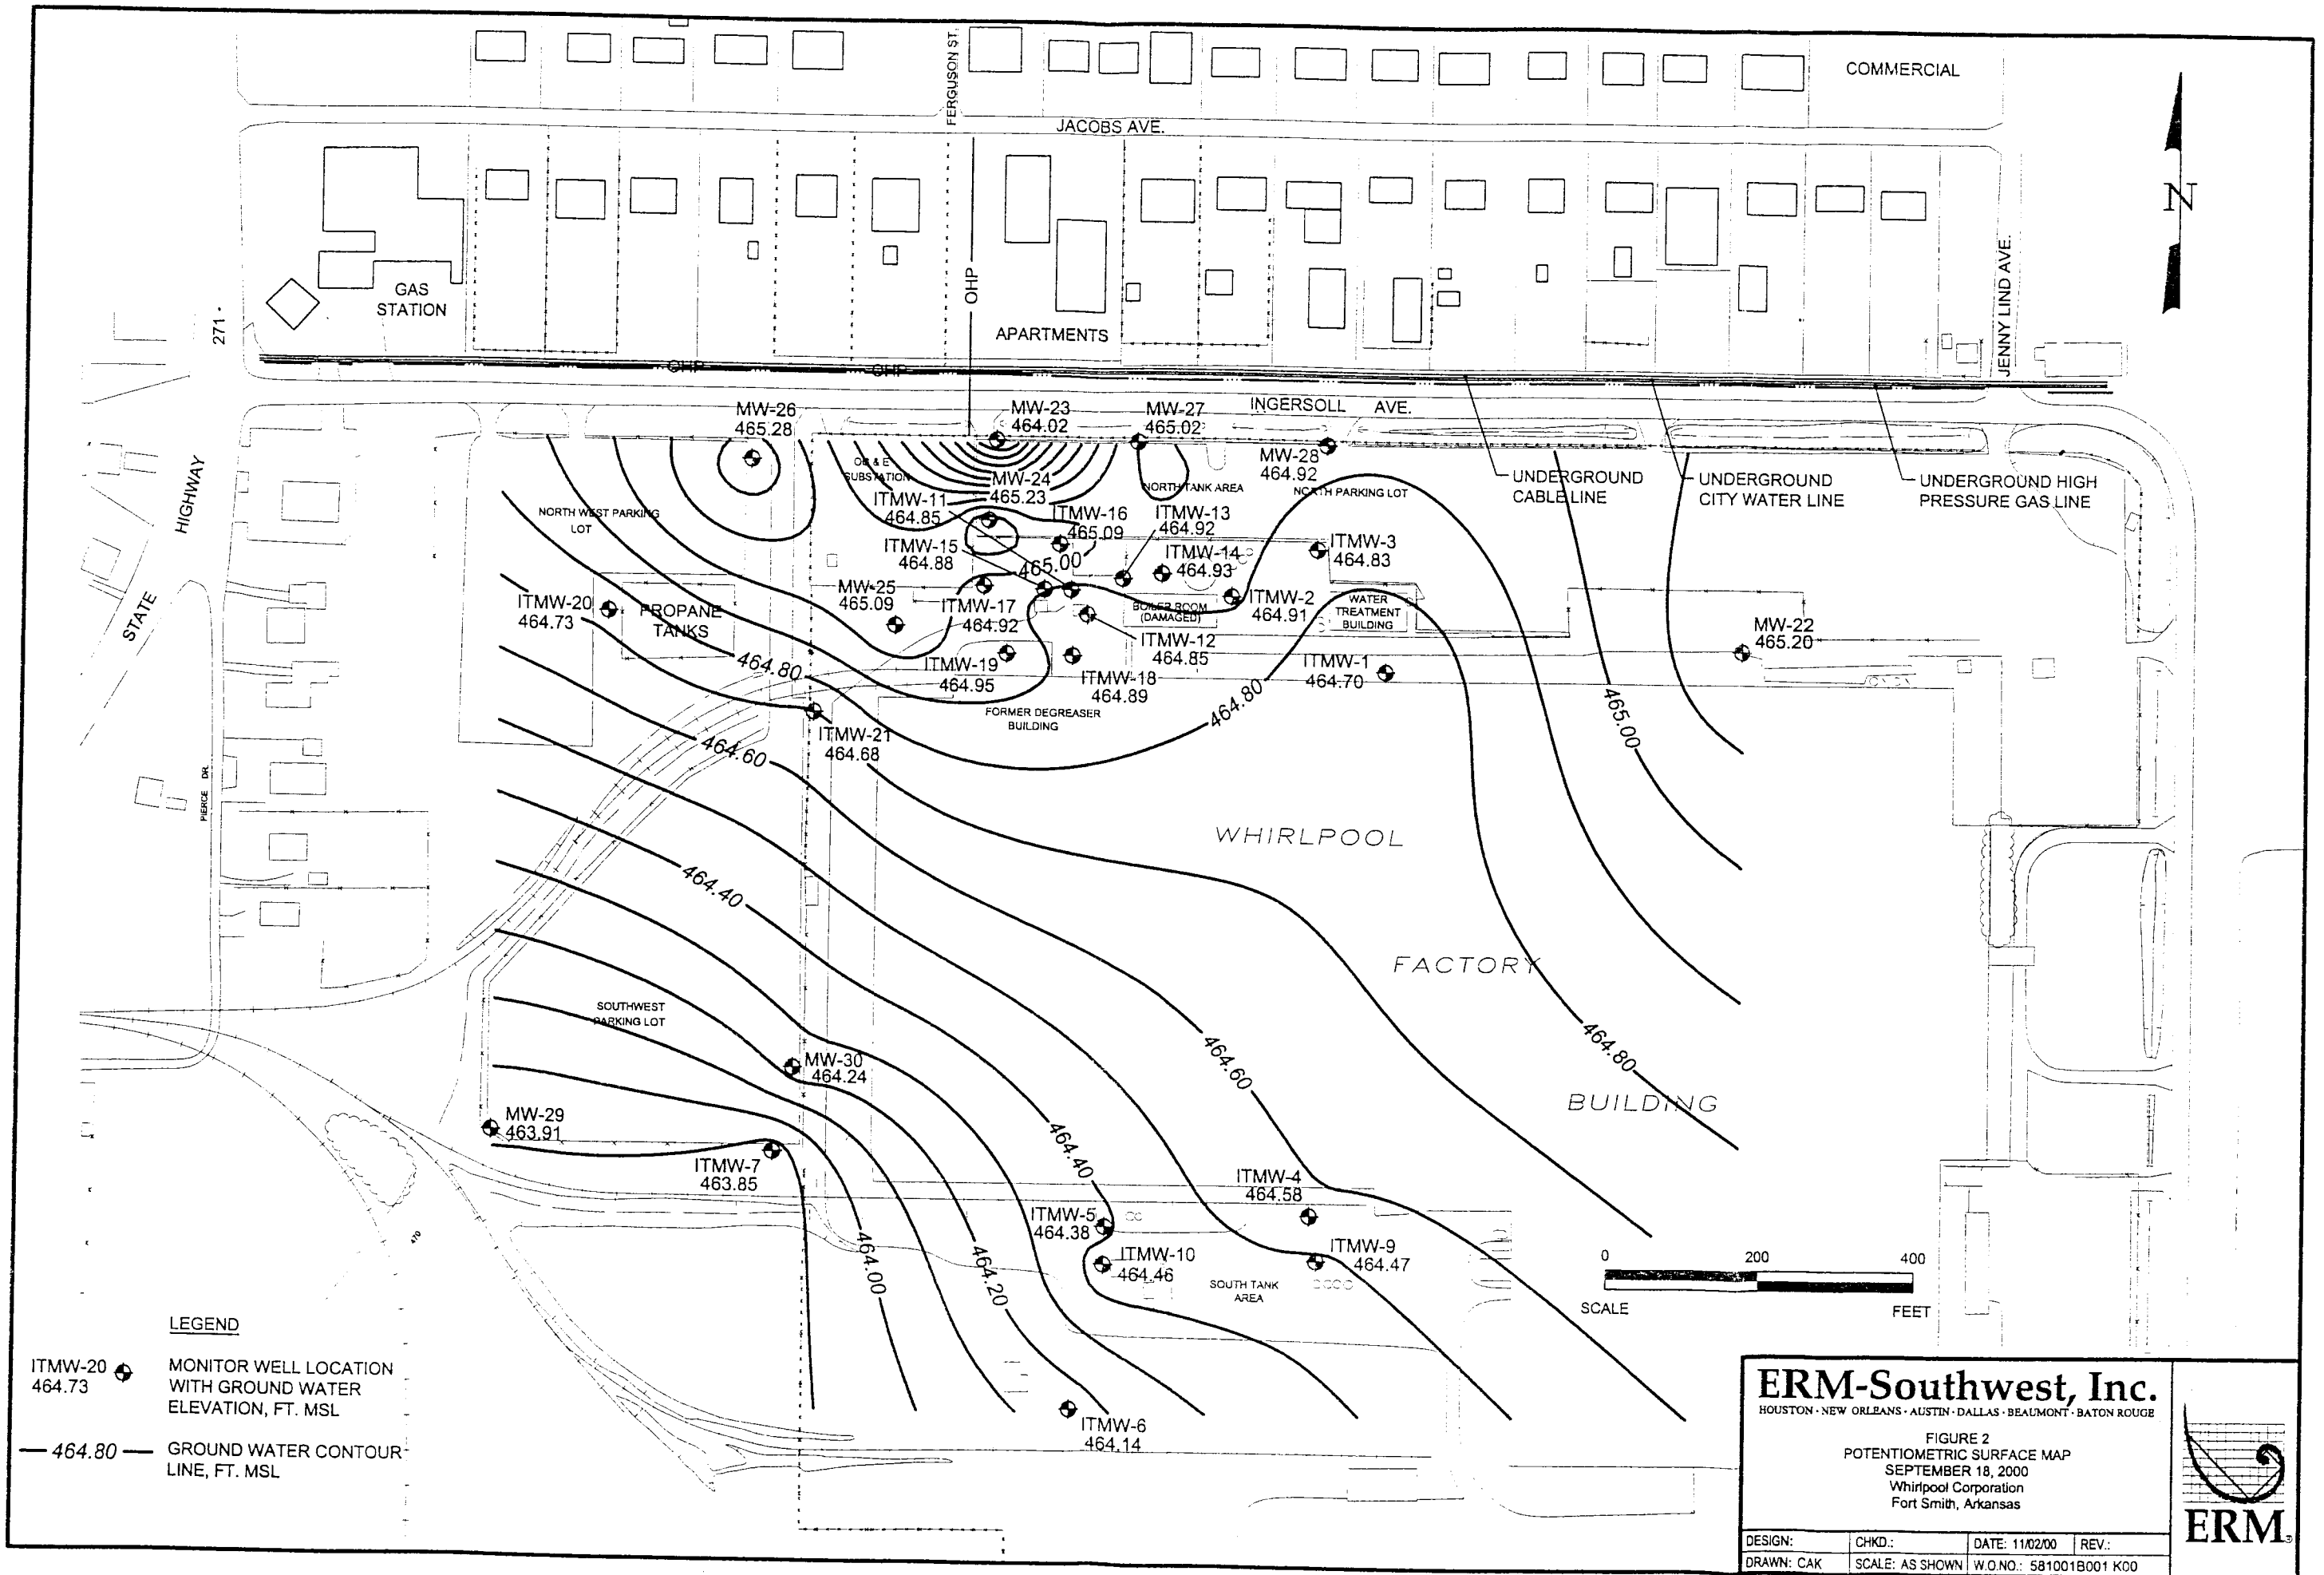 COMMERCIAL
FERGUSON ST.
JACOBS AVE.
GAS
STATION
271 -
OHP
APARTMENTS
JENNY LIND AVE.
N
OHP
OHP
INGERSOLL AVE.
MW-26
465.28
MW-23
464.02
MW-27
465.02
MW-28
464.92
UNDERGROUND
CABLE LINE
UNDERGROUND
CITY WATER LINE
UNDERGROUND HIGH
PRESSURE GAS LINE
STATE HIGHWAY
OG & E
SUBSTATION
MW-24
465.23
NORTH TANK AREA
NORTH PARKING LOT
NORTH WEST PARKING
LOT
ITMW-11
464.85
ITMW-16
465.09
ITMW-13
464.92
ITMW-15
464.88
465.00
ITMW-14
464.93
ITMW-3
464.83
ITMW-20
464.73
PROPANE
TANKS
MW-25
465.09
ITMW-17
464.92
BOILER ROOM
(DAMAGED)
ITMW-2
464.91
WATER
TREATMENT
BUILDING
ITMW-12
464.85
MW-22
465.20
464.80
ITMW-19
464.95
ITMW-18
464.89
ITMW-1
464.70
464.80
465.00
FORMER DEGREASER
BUILDING
ITMW-21
464.68
464.60
PIERCE DR.
WHIRLPOOL
464.40
FACTORY
SOUTHWEST
PARKING LOT
464.60
464.80
MW-30
464.24
BUILDING
MW-29
463.91
464.40
ITMW-7
463.85
ITMW-4
464.58
ITMW-5
464.38
470
464.00
464.20
ITMW-10
464.46
ITMW-9
464.47
SOUTH TANK
AREA
0 200 400
SCALE FEET
LEGEND
ITMW-20
464.73
MONITOR WELL LOCATION
WITH GROUND WATER
ELEVATION, FT. MSL
464.80
GROUND WATER CONTOUR
LINE, FT. MSL
ITMW-6
464.14
ERM-Southwest, Inc.
HOUSTON · NEW ORLEANS · AUSTIN · DALLAS · BEAUMONT · BATON ROUGE
FIGURE 2
POTENTIOMETRIC SURFACE MAP
SEPTEMBER 18, 2000
Whirlpool Corporation
Fort Smith, Arkansas
ERM®
DESIGN: CHKD.: DATE: 11/02/00 REV.:
DRAWN: CAK SCALE: AS SHOWN W.O.NO.: 581001B001 K00